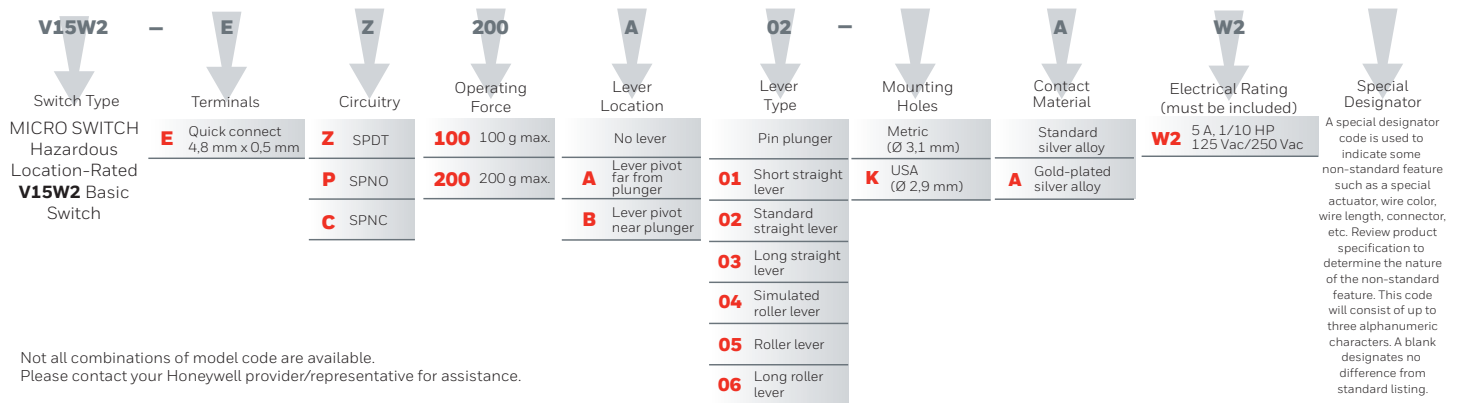 V15W2 – E Z 200 A 02 – A W2
Switch Type
MICRO SWITCH
Hazardous
Location-Rated
V15W2 Basic
Switch
Terminals
E Quick connect
4,8 mm x 0,5 mm
Circuitry
Z SPDT
P SPNO
C SPNC
Operating
Force
100 100 g max.
200 200 g max.
Lever
Location
No lever
A Lever pivot
far from
plunger
B Lever pivot
near plunger
Lever
Type
Pin plunger
01 Short straight
lever
02 Standard
straight lever
03 Long straight
lever
04 Simulated
roller lever
05 Roller lever
06 Long roller
lever
Mounting
Holes
Metric
(Ø 3,1 mm)
K USA
(Ø 2,9 mm)
Contact
Material
Standard
silver alloy
A Gold-plated
silver alloy
Electrical Rating
(must be included)
W2 5 A, 1/10 HP
125 Vac/250 Vac
Special
Designator
A special designator
code is used to
indicate some
non-standard feature
such as a special
actuator, wire color,
wire length, connector,
etc. Review product
specification to
determine the nature
of the non-standard
feature. This code
will consist of up to
three alphanumeric
characters. A blank
designates no
difference from
standard listing.
Not all combinations of model code are available.
Please contact your Honeywell provider/representative for assistance.